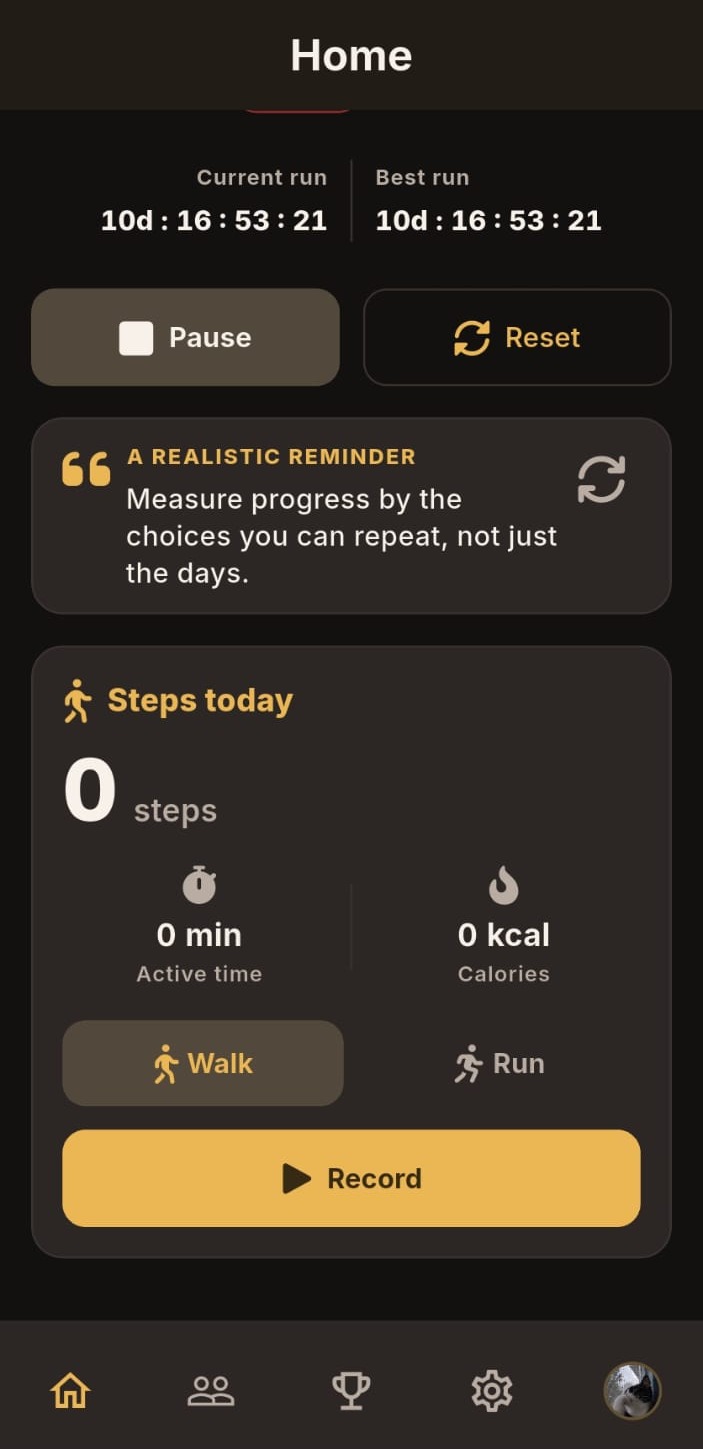 Home
Current run
Best run
10d : 16 : 53 : 21
10d : 16 : 53 : 21
Pause
Reset
A REALISTIC REMINDER
Measure progress by the
choices you can repeat, not just
the days.
Steps today
0 steps
0 min
0 kcal
Active time
Calories
Walk
Run
Record